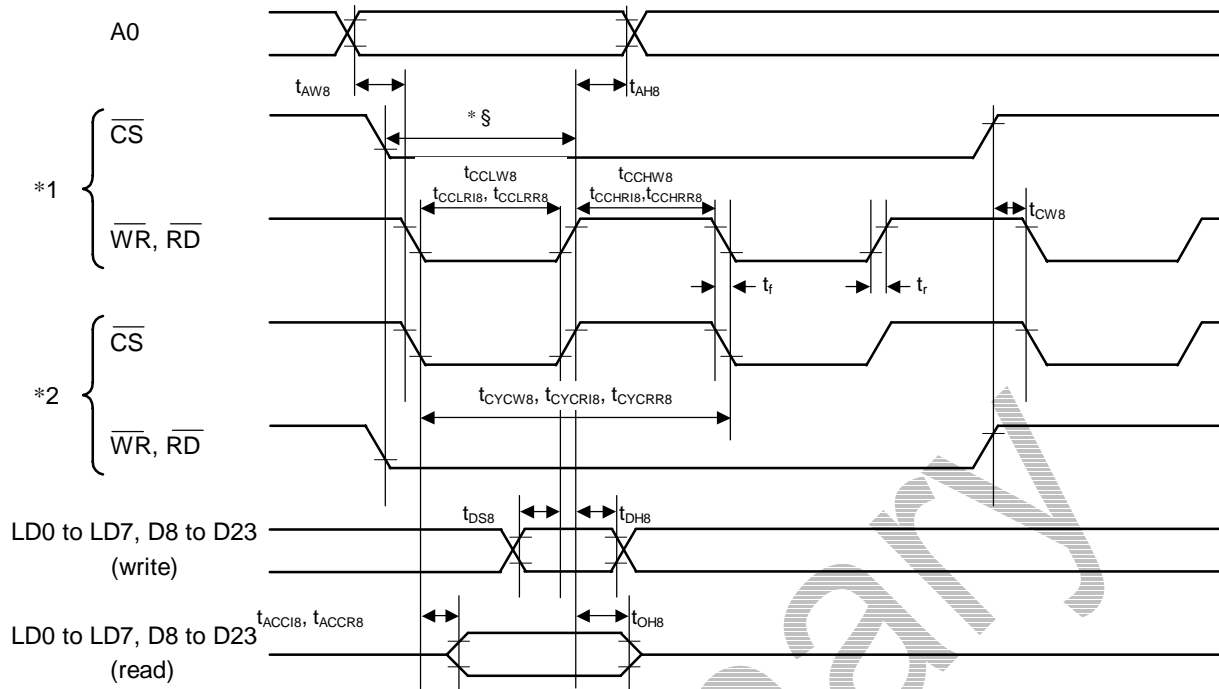 A0
tAW8
tAH8
*1
CS
* §
tCCLW8
tCCLRI8, tCCLRR8
tCCHW8
tCCHRI8,tCCHRR8
WR, RD
tCW8
tf
tr
*2
CS
tCYCW8, tCYCRI8, tCYCRR8
WR, RD
LD0 to LD7, D8 to D23
(write)
tDS8
tDH8
LD0 to LD7, D8 to D23
(read)
tACCI8, tACCR8
tOH8